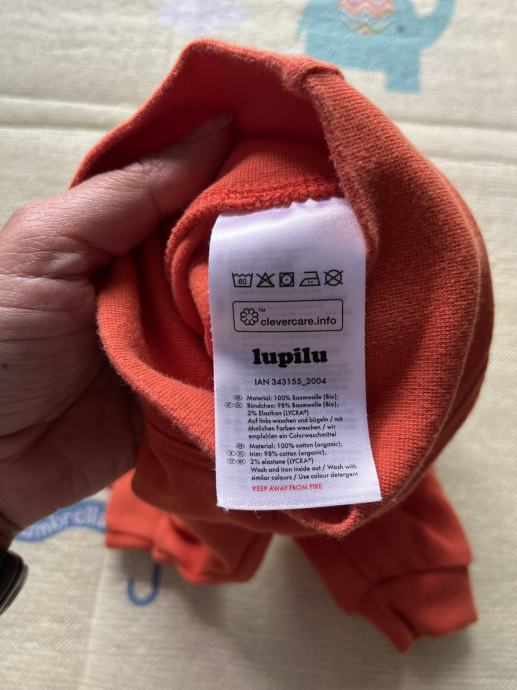 60
clevercare.info
lupilu
IAN 343155_2004
Material: 100% Baumwolle (Bio);
Bündchen: 98% Baumwolle (Bio),
2% Elasthan (LYCRA®)
Auf links waschen und bügeln / mit
ähnlichen Farben waschen / wir
empfehlen ein Colorwaschmittel
Material: 100% cotton (organic);
trim: 98% cotton (organic),
2% elastane (LYCRA®)
Wash and iron inside out / Wash with
similar colours / Use colour detergent
KEEP AWAY FROM FIRE
mbrella